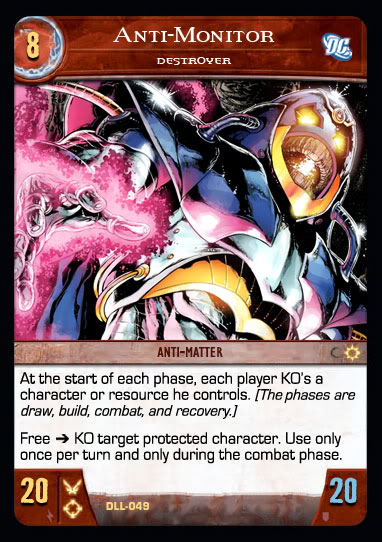 8
ANTI-MONITOR
DESTROYER
DC
ANTI-MATTER
At the start of each phase, each player KO's a
character or resource he controls. [The phases are
draw, build, combat, and recovery.]
Free ➔ KO target protected character. Use only
once per turn and only during the combat phase.
20
DLL-049
20